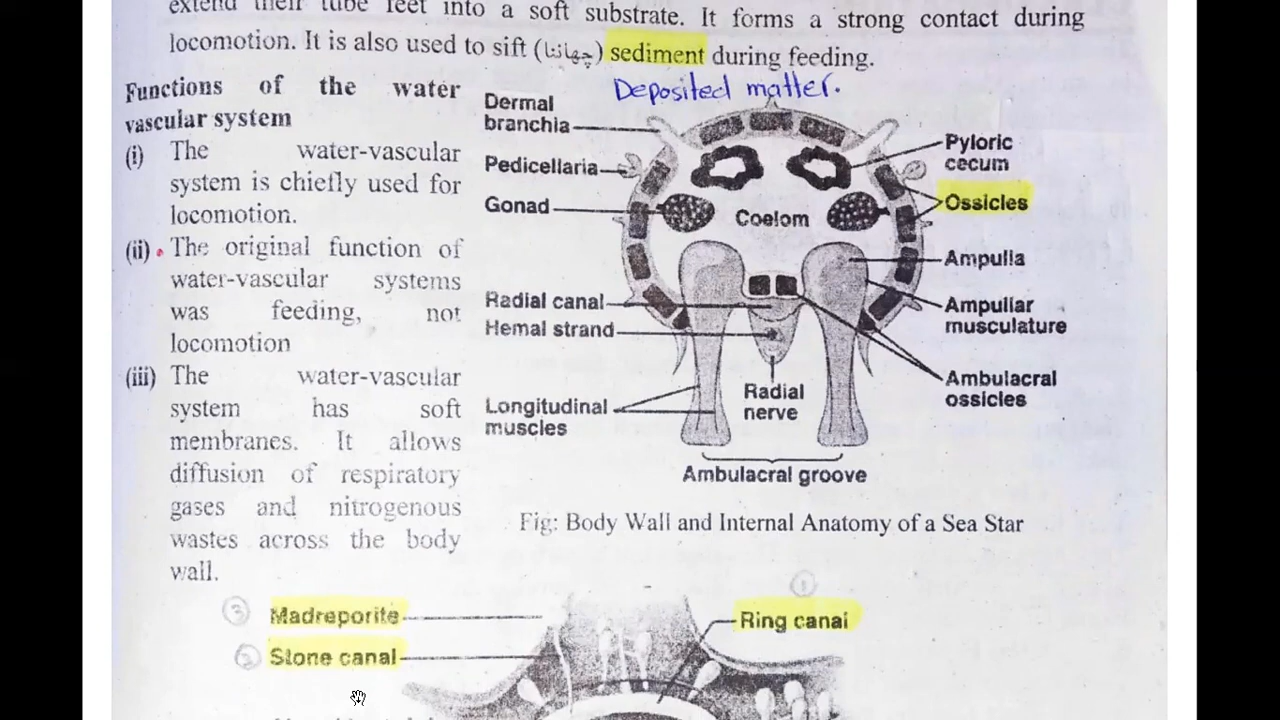 extend their tube feet into a soft substrate. It forms a strong contact during
locomotion. It is also used to sift (چھاننا) sediment during feeding.
Deposited matter.
Functions of the water
vascular system
(i) The water-vascular
system is chiefly used for
locomotion.
(ii) The original function of
water-vascular systems
was feeding, not
locomotion
(iii) The water-vascular
system has soft
membranes. It allows
diffusion of respiratory
gases and nitrogenous
wastes across the body
wall.
Dermal
branchia
Pedicellaria
Gonad
Coelom
Pyloric
cecum
Ossicles
Ampulla
Radial canal
Hemal strand
Ampullar
musculature
Radial
nerve
Ambulacral
ossicles
Longitudinal
muscles
Ambulacral groove
Fig: Body Wall and Internal Anatomy of a Sea Star
① Ring canal
③ Madreporite
② Stone canal